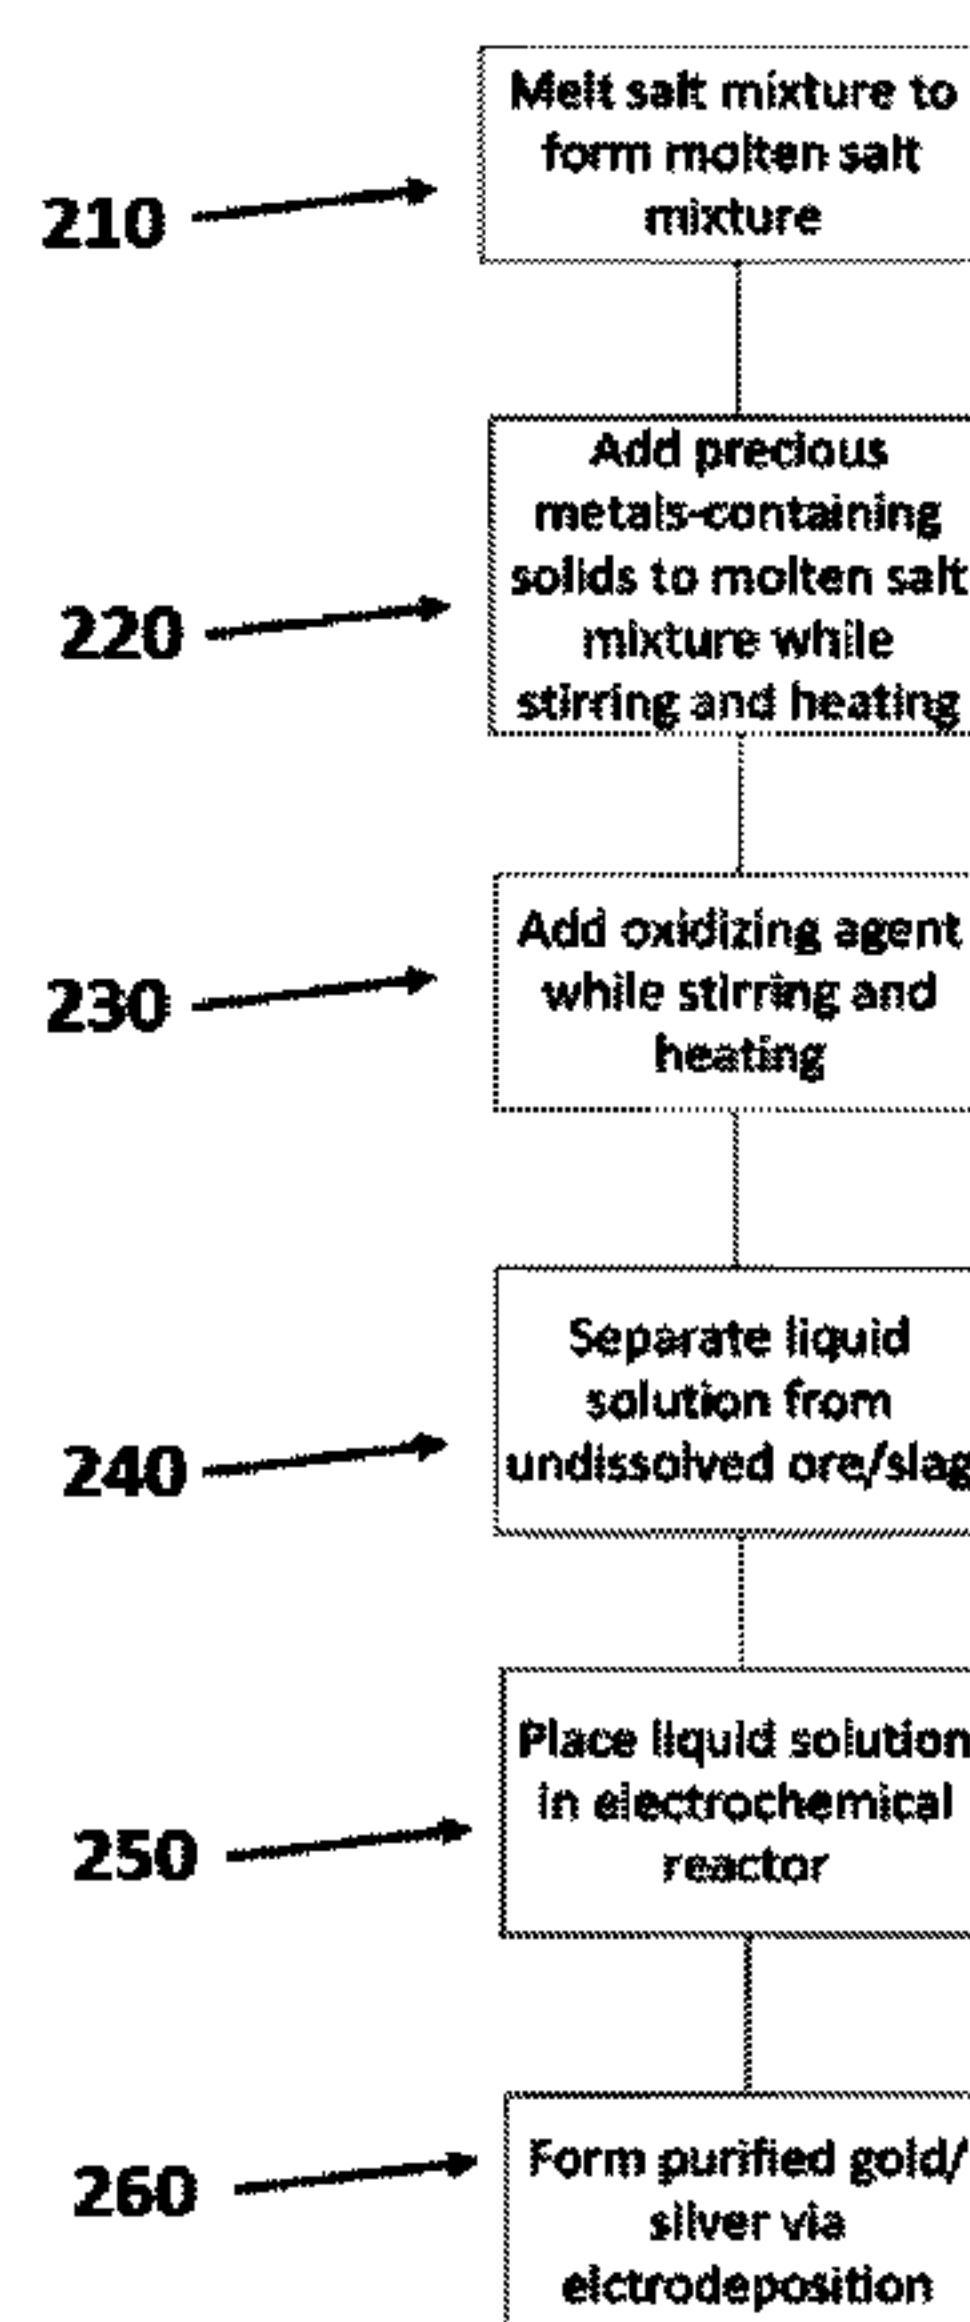 Melt salt mixture to
form molten salt
mixture
210
Add precious
metals-containing
solids to molten salt
mixture while
stirring and heating
220
Add oxidizing agent
while stirring and
heating
230
Separate liquid
solution from
undissolved ore/slag
240
Place liquid solution
in electrochemical
reactor
250
Form purified gold/
silver via
elctrodeposition
260